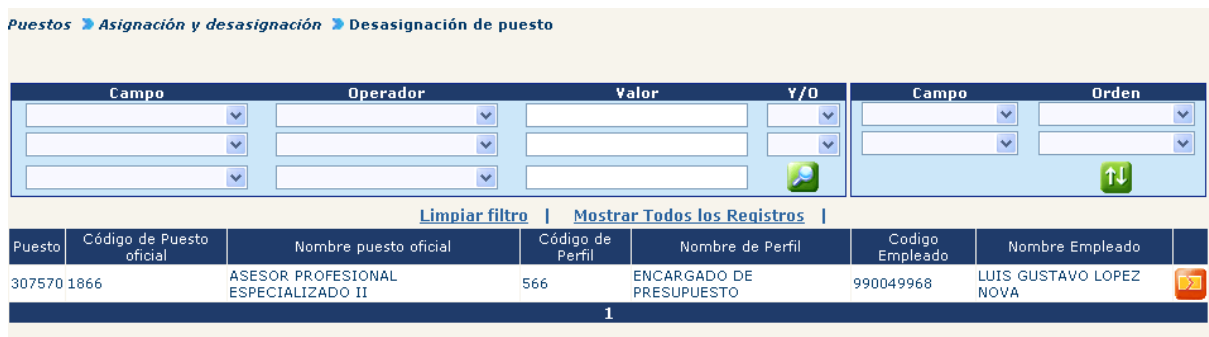 Puestos Asignación y desasignación Desasignación de puesto
Campo Operador Valor Y/O Campo Orden
Limpiar filtro | Mostrar Todos los Registros |
Puesto Código de Puesto oficial Nombre puesto oficial Código de Perfil Nombre de Perfil Codigo Empleado Nombre Empleado
307570 1866 ASESOR PROFESIONAL ESPECIALIZADO II 566 ENCARGADO DE PRESUPUESTO 990049968 LUIS GUSTAVO LOPEZ NOVA
1